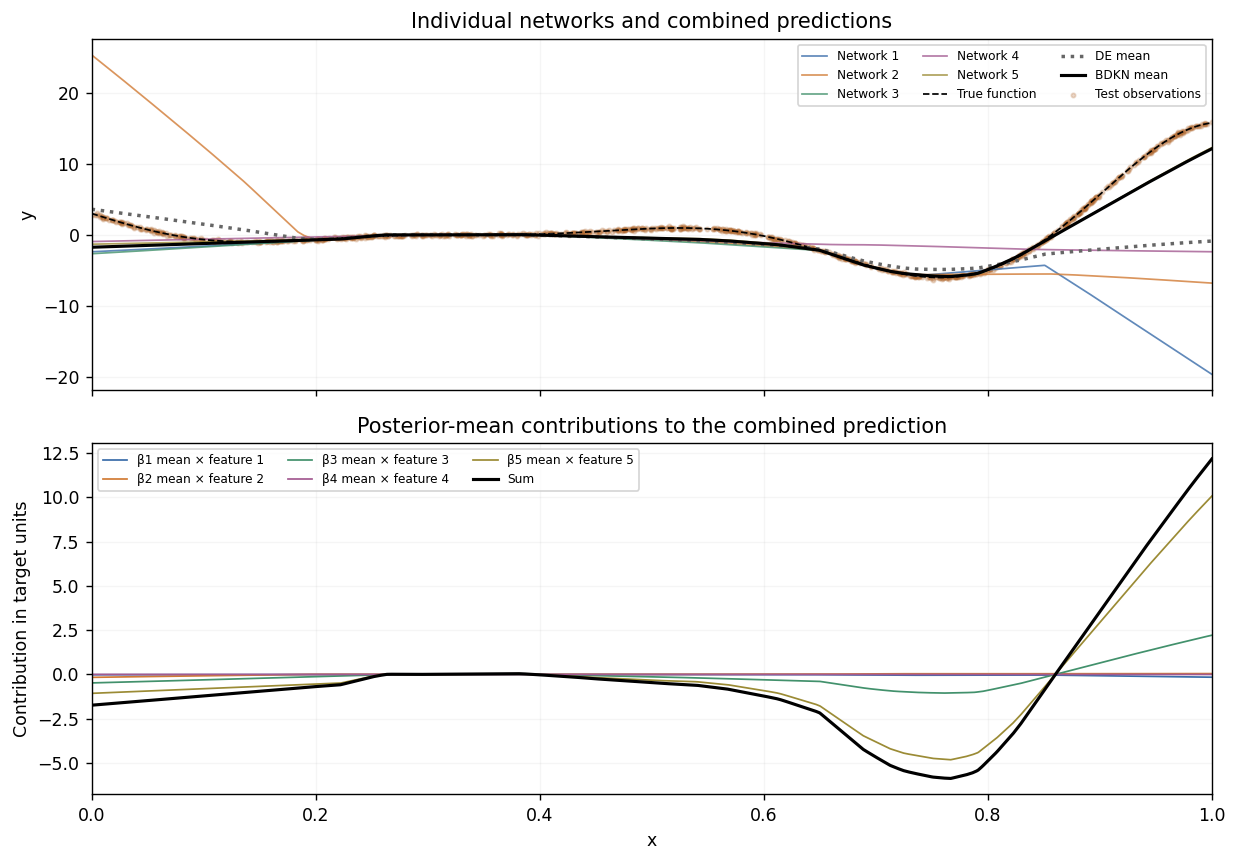 Individual networks and combined predictions
Network 1
Network 2
Network 3
Network 4
Network 5
True function
DE mean
BDKN mean
Test observations
20
10
0
−10
−20
y
Posterior-mean contributions to the combined prediction
β1 mean × feature 1
β2 mean × feature 2
β3 mean × feature 3
β4 mean × feature 4
β5 mean × feature 5
Sum
12.5
10.0
7.5
5.0
2.5
0.0
−2.5
−5.0
Contribution in target units
0.0 0.2 0.4 0.6 0.8 1.0
x